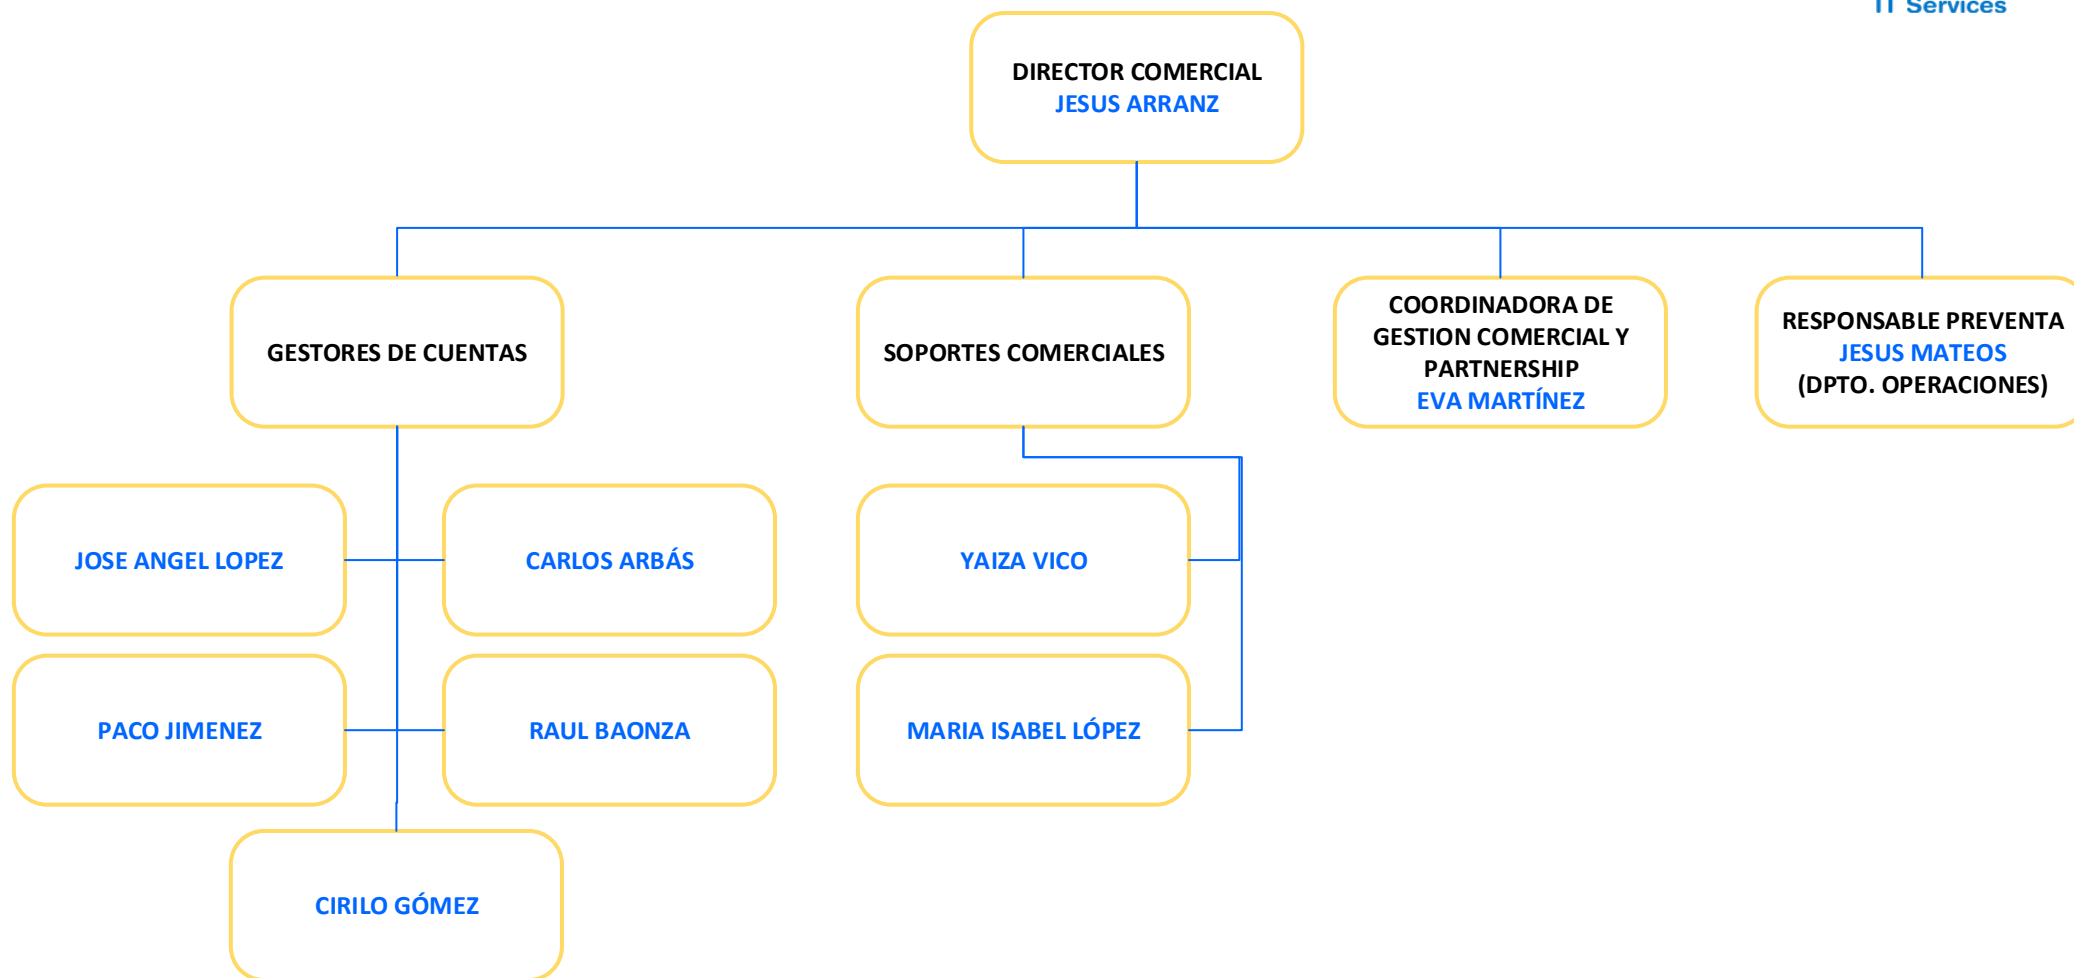 IT Services
DIRECTOR COMERCIAL
JESUS ARRANZ
GESTORES DE CUENTAS
SOPORTES COMERCIALES
COORDINADORA DE
GESTION COMERCIAL Y
PARTNERSHIP
EVA MARTÍNEZ
RESPONSABLE PREVENTA
JESUS MATEOS
(DPTO. OPERACIONES)
JOSE ANGEL LOPEZ
CARLOS ARBÁS
YAIZA VICO
PACO JIMENEZ
RAUL BAONZA
MARIA ISABEL LÓPEZ
CIRILO GÓMEZ